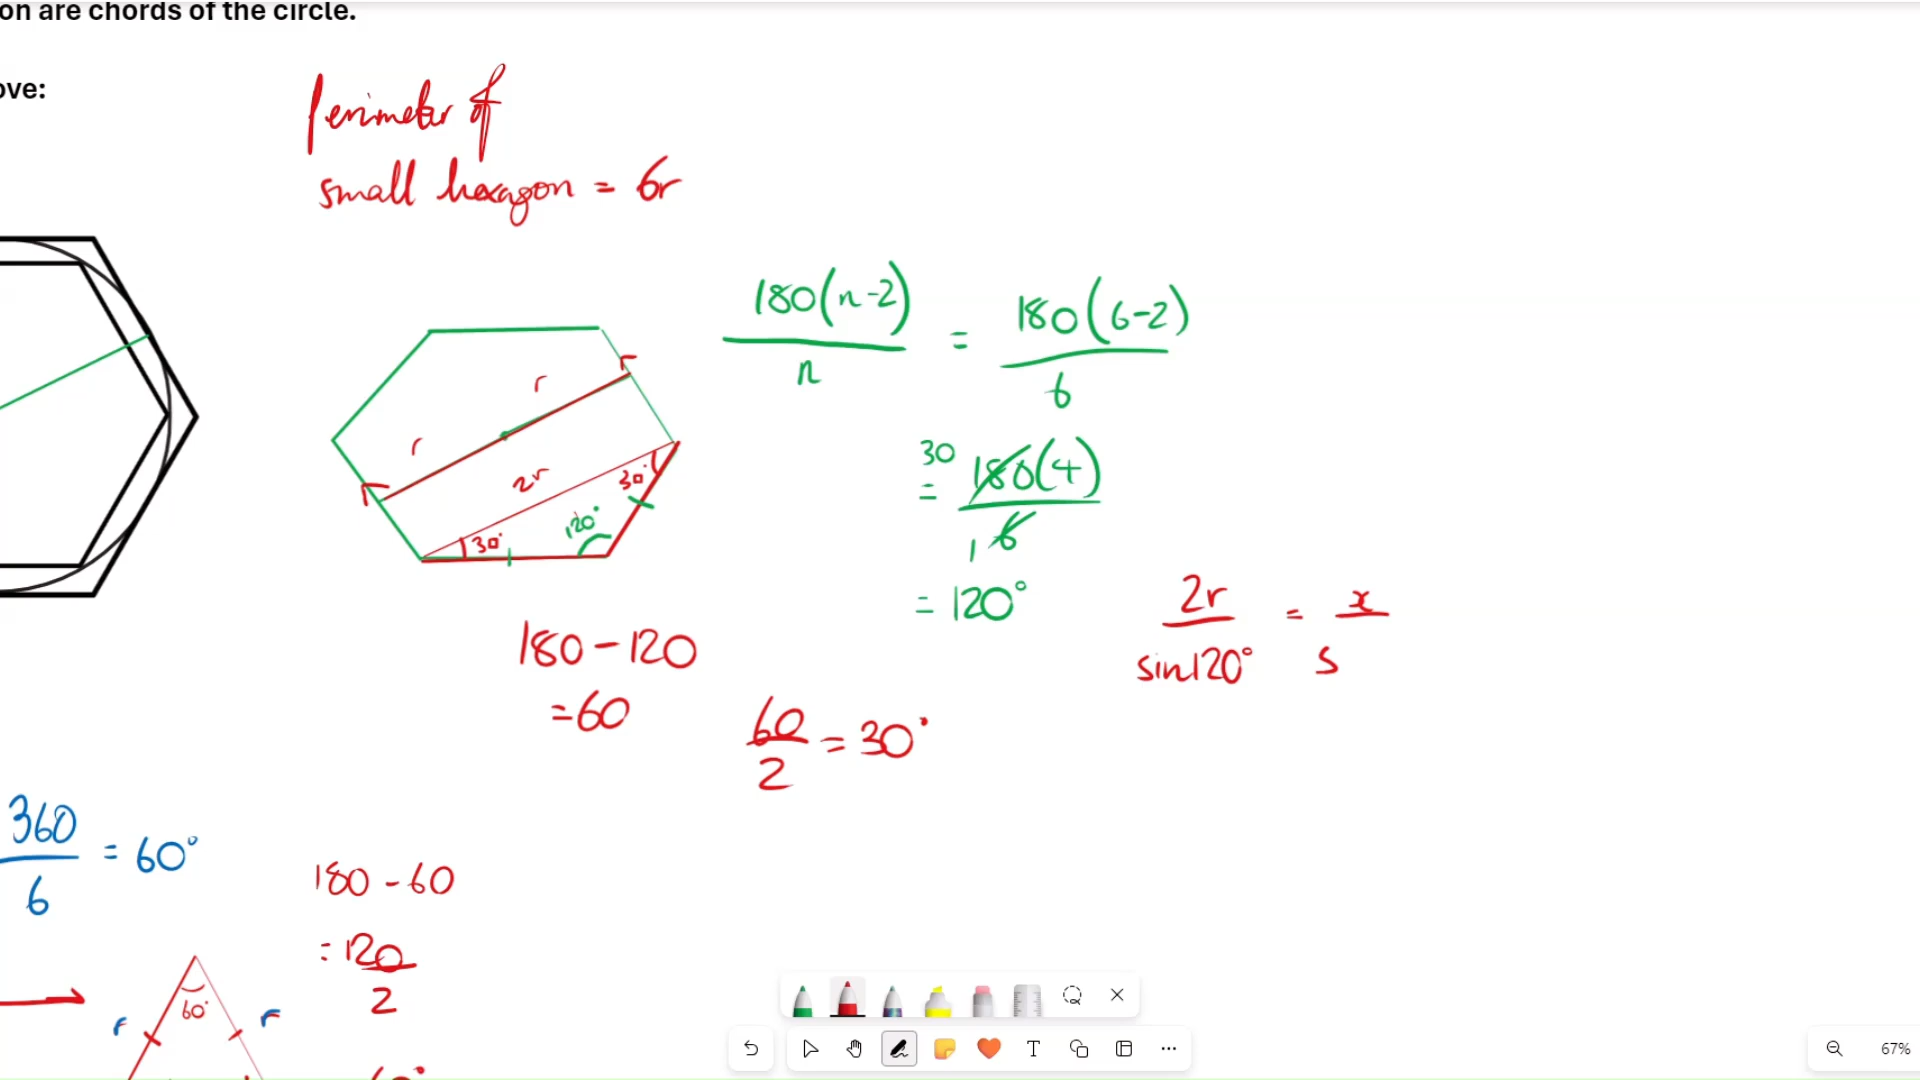 on are chords of the circle.
ove:
Perimeter of
small hexagon = 6r
180(n-2)
n
=
180(6-2)
6
r
r
2r
30°
30°
120°
30
= 180(4)
1 6
= 120°
180-120
=60
60
2
= 30°
2r
sin120°
=
x
s
360
6
= 60°
180-60
= 120
2
60°
r
r
60°
T
67%